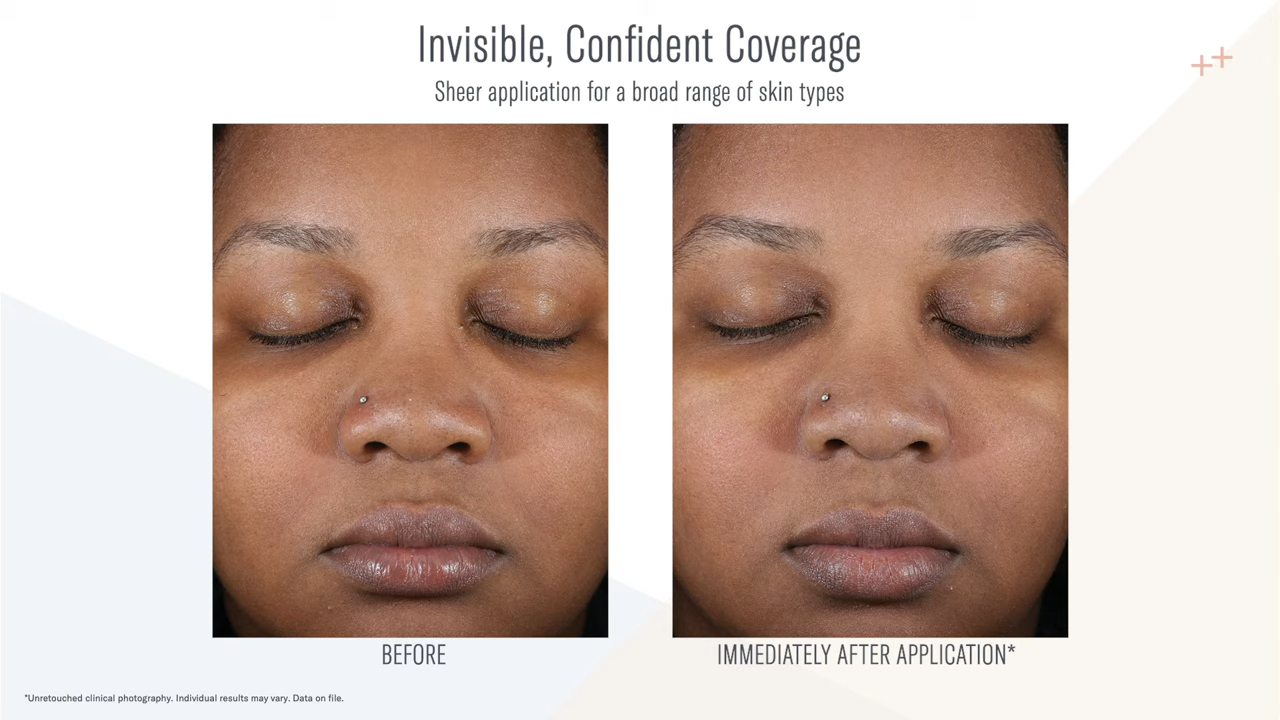 Invisible, Confident Coverage
Sheer application for a broad range of skin types
BEFORE
IMMEDIATELY AFTER APPLICATION*
*Unretouched clinical photography. Individual results may vary. Data on file.